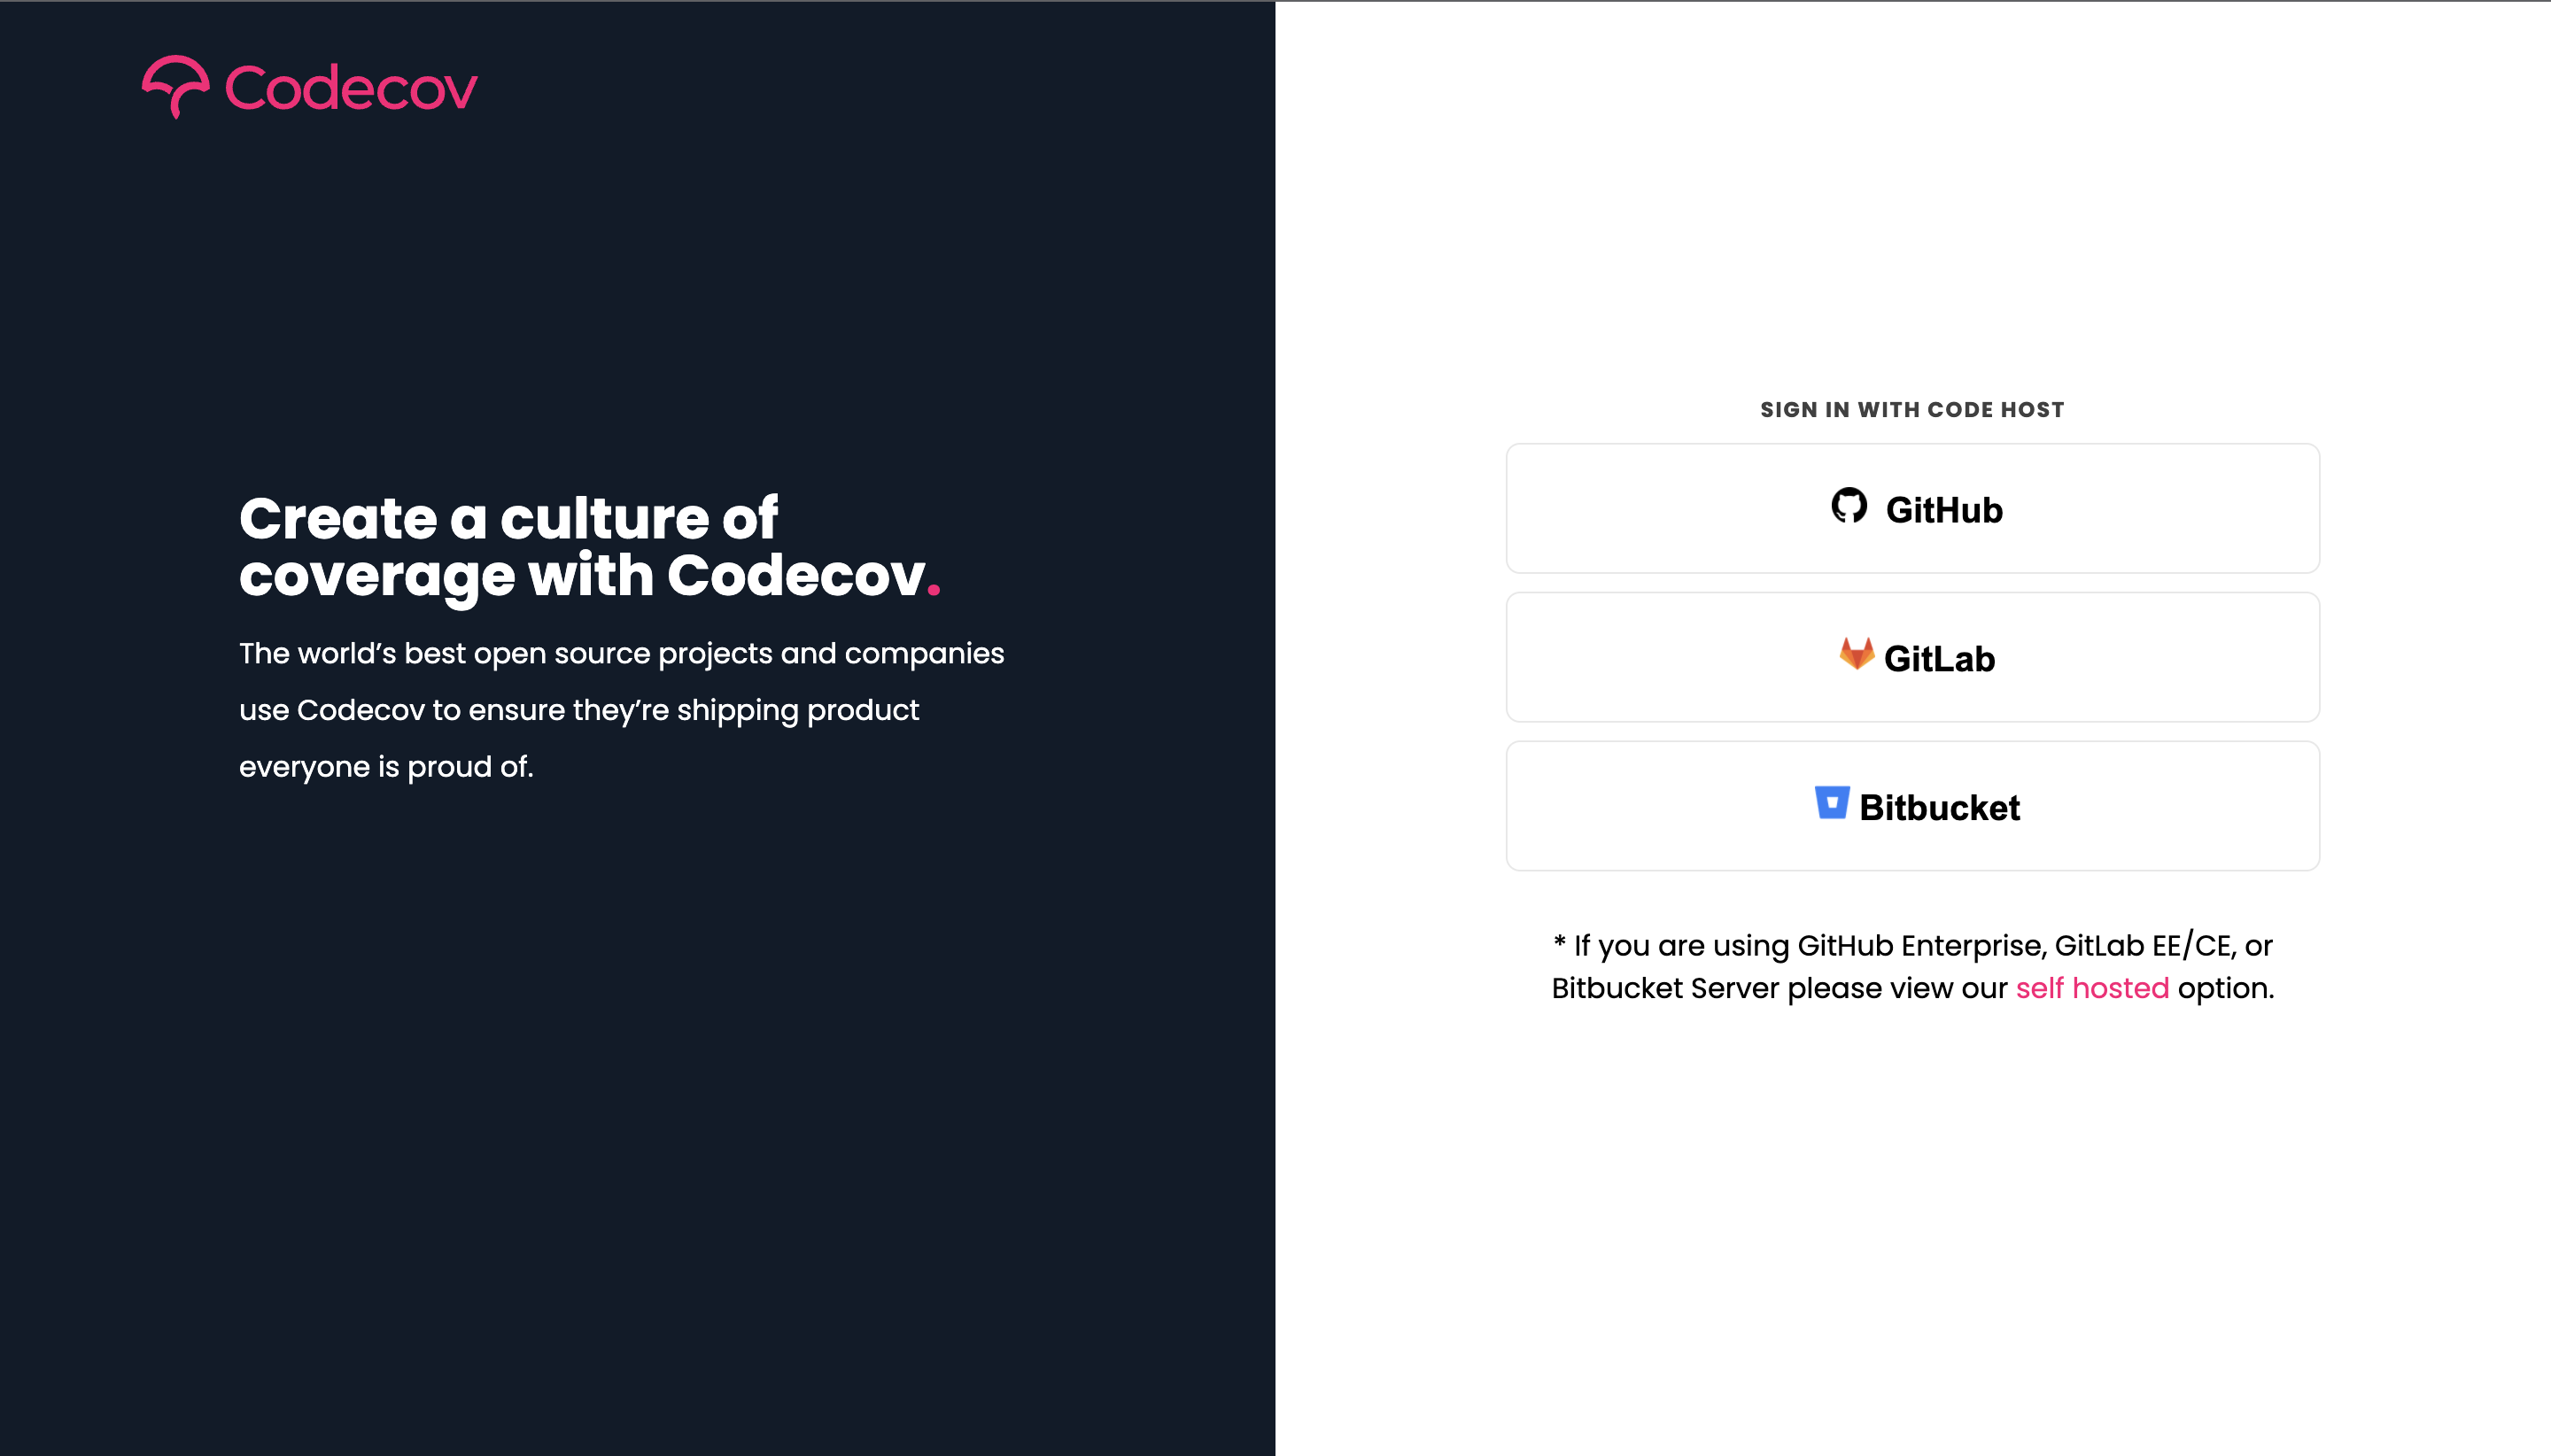 Codecov
Create a culture of
coverage with Codecov.
The world’s best open source projects and companies
use Codecov to ensure they’re shipping product
everyone is proud of.
SIGN IN WITH CODE HOST
GitHub
GitLab
Bitbucket
* If you are using GitHub Enterprise, GitLab EE/CE, or
Bitbucket Server please view our self hosted option.